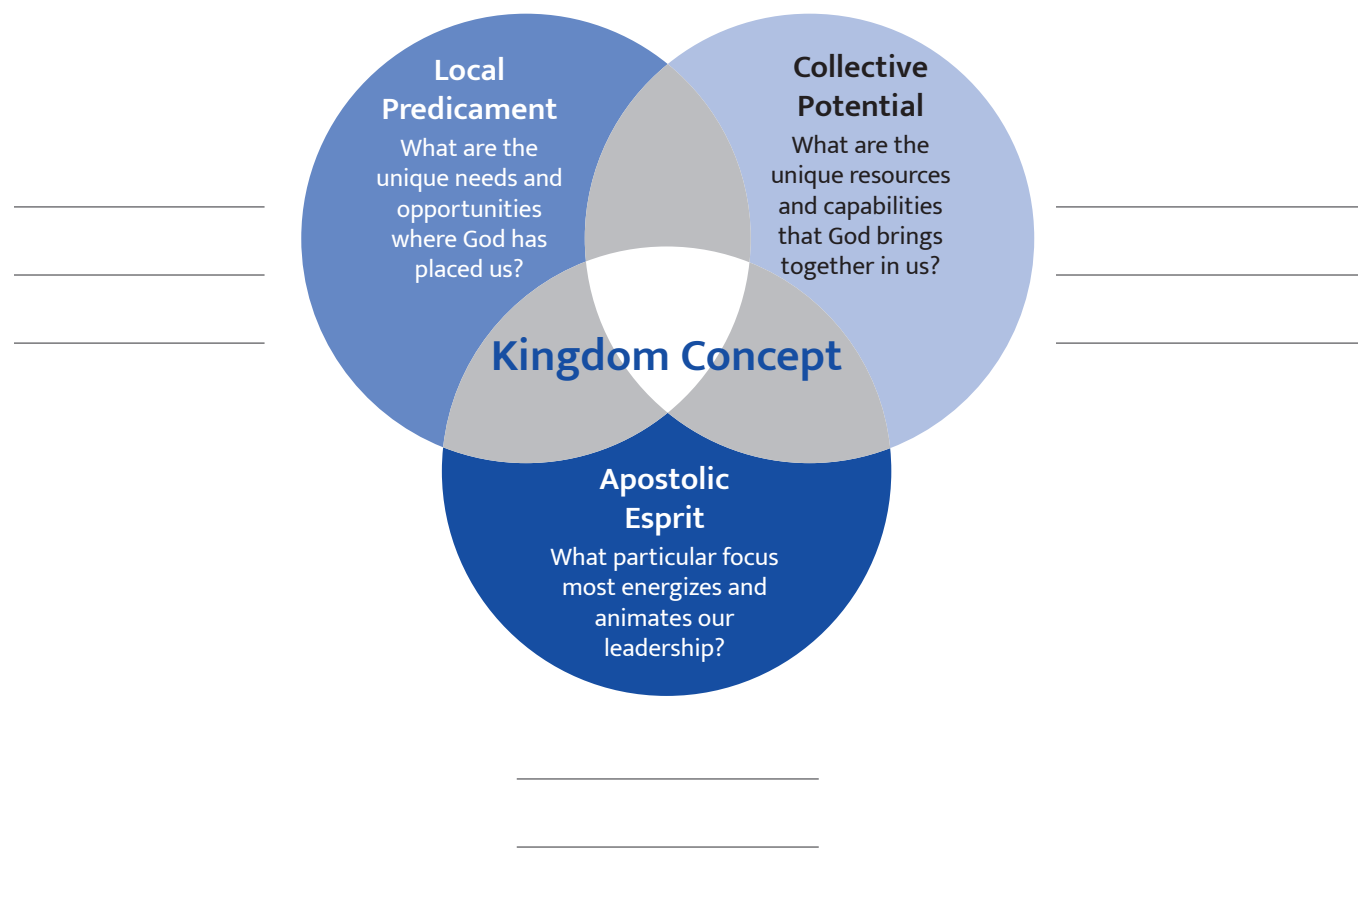 Local
Predicament
What are the
unique needs and
opportunities
where God has
placed us?
Collective
Potential
What are the
unique resources
and capabilities
that God brings
together in us?
Kingdom Concept
Apostolic
Esprit
What particular focus
most energizes and
animates our
leadership?